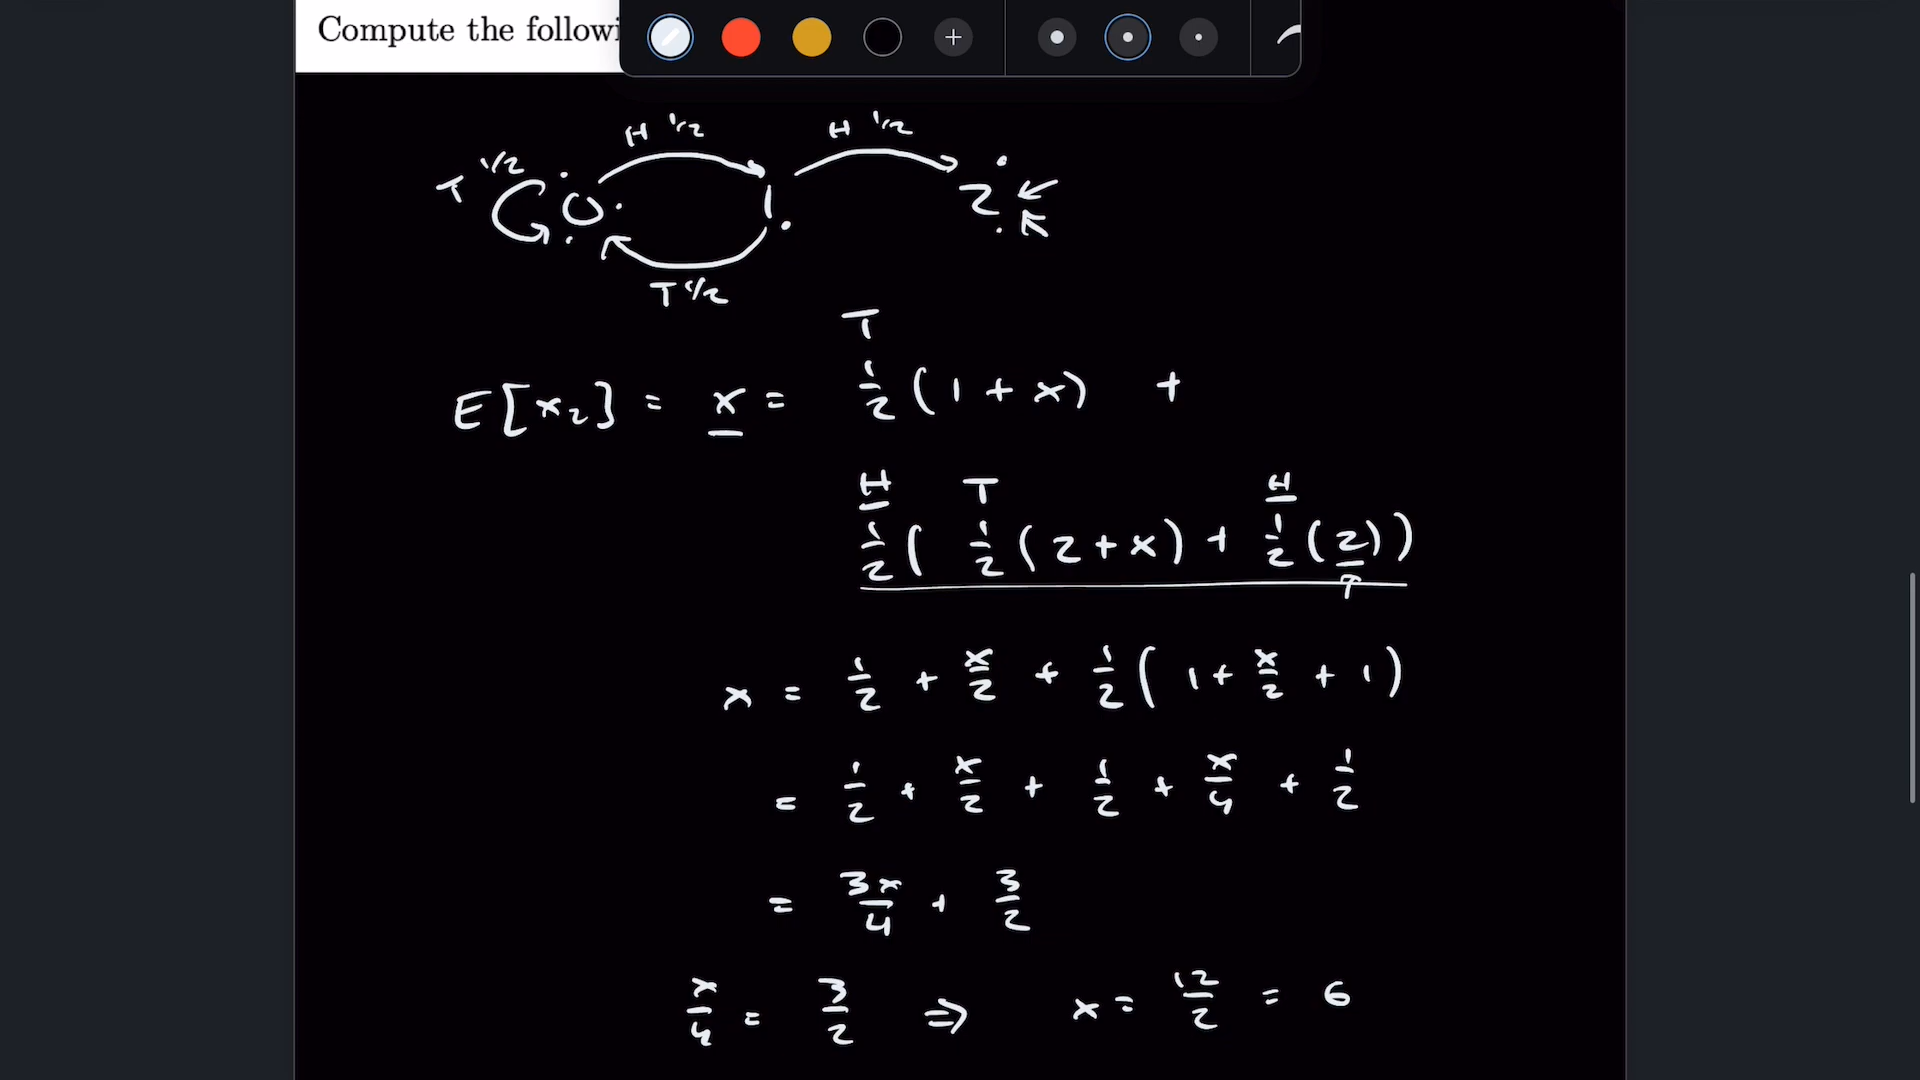 Compute the followi
H 1/2 H 1/2
T 1/2 0 1 2
T 1/2
T
E[x₂] = x = 1/2 (1 + x) +
H T H
1/2 ( 1/2 (2 + x) + 1/2 (2))
x = 1/2 + x/2 + 1/2 ( 1 + x/2 + 1 )
= 1/2 + x/2 + 1/2 + x/4 + 1/2
= 3x/4 + 3/2
x/4 = 3/2 ⇒ x = 12/2 = 6